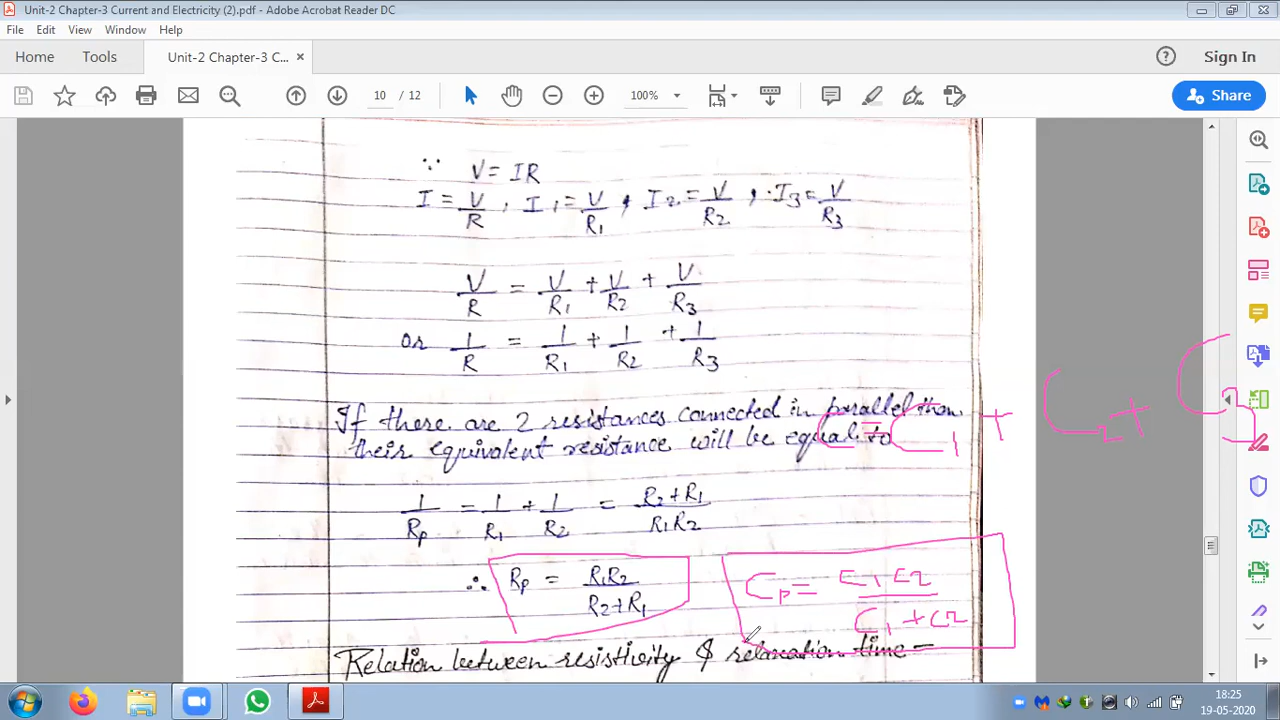 Unit-2 Chapter-3 Current and Electricity (2).pdf - Adobe Acrobat Reader DC
File Edit View Window Help
Home Tools Unit-2 Chapter-3 C... × Sign In
10 / 12 100% Share
∵ V = IR
I = V/R, I1 = V/R1, I2 = V/R2, I3 = V/R3
V/R = V/R1 + V/R2 + V/R3
or 1/R = 1/R1 + 1/R2 + 1/R3
If there are 2 resistances connected in parallel then
their equivalent resistance will be equal to
C = C1 + C2 + C3
1/Rp = 1/R1 + 1/R2 = R2+R1/R1R2
∴ Rp = R1R2/R2+R1
Cp = C1C2/C1+C2
Relation between resistivity & relaxation time -
18:25
19-05-2020